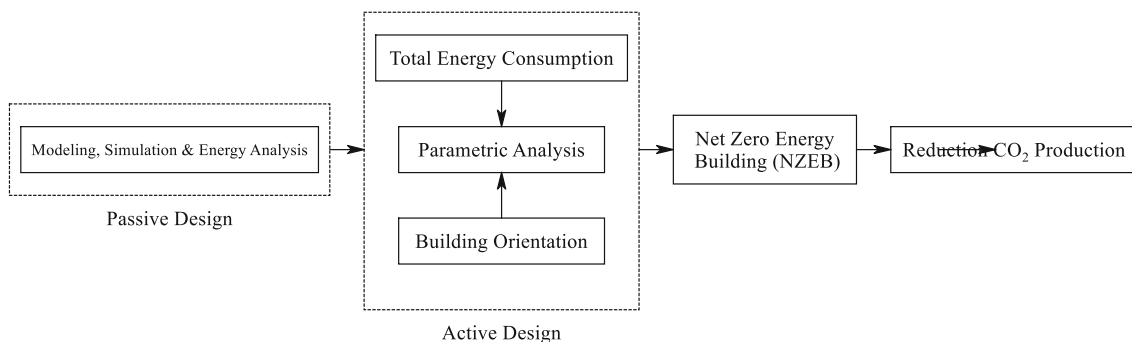 Total Energy Consumption
Modeling, Simulation & Energy Analysis
Parametric Analysis
Net Zero Energy
Building (NZEB)
Reduction CO₂ Production
Passive Design
Building Orientation
Active Design